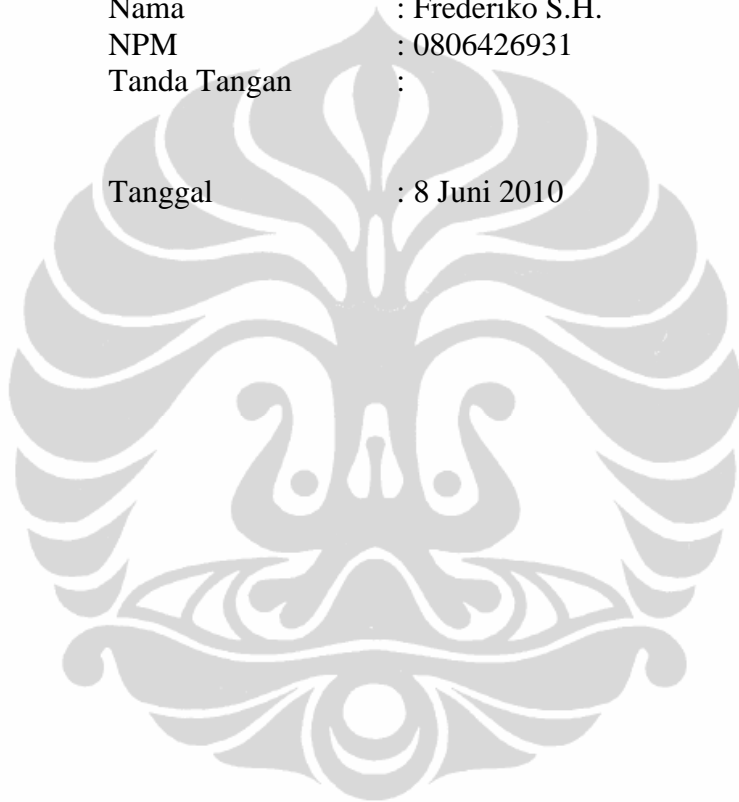 Nama : Frederiko S.H.
NPM : 0806426931
Tanda Tangan :
Tanggal : 8 Juni 2010